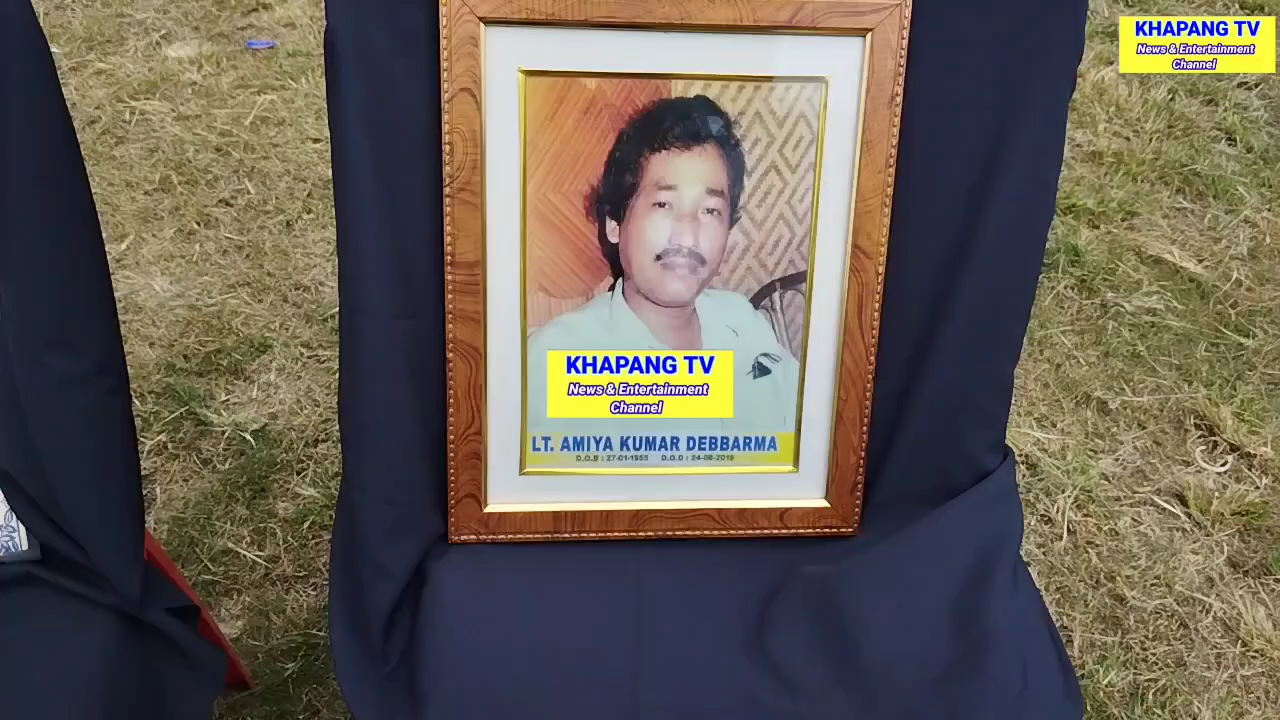 KHAPANG TV
News & Entertainment
Channel
KHAPANG TV
News & Entertainment
Channel
LT. AMIYA KUMAR DEBBARMA
D.O.B : 27-01-1955 D.O.D : 24-08-2019